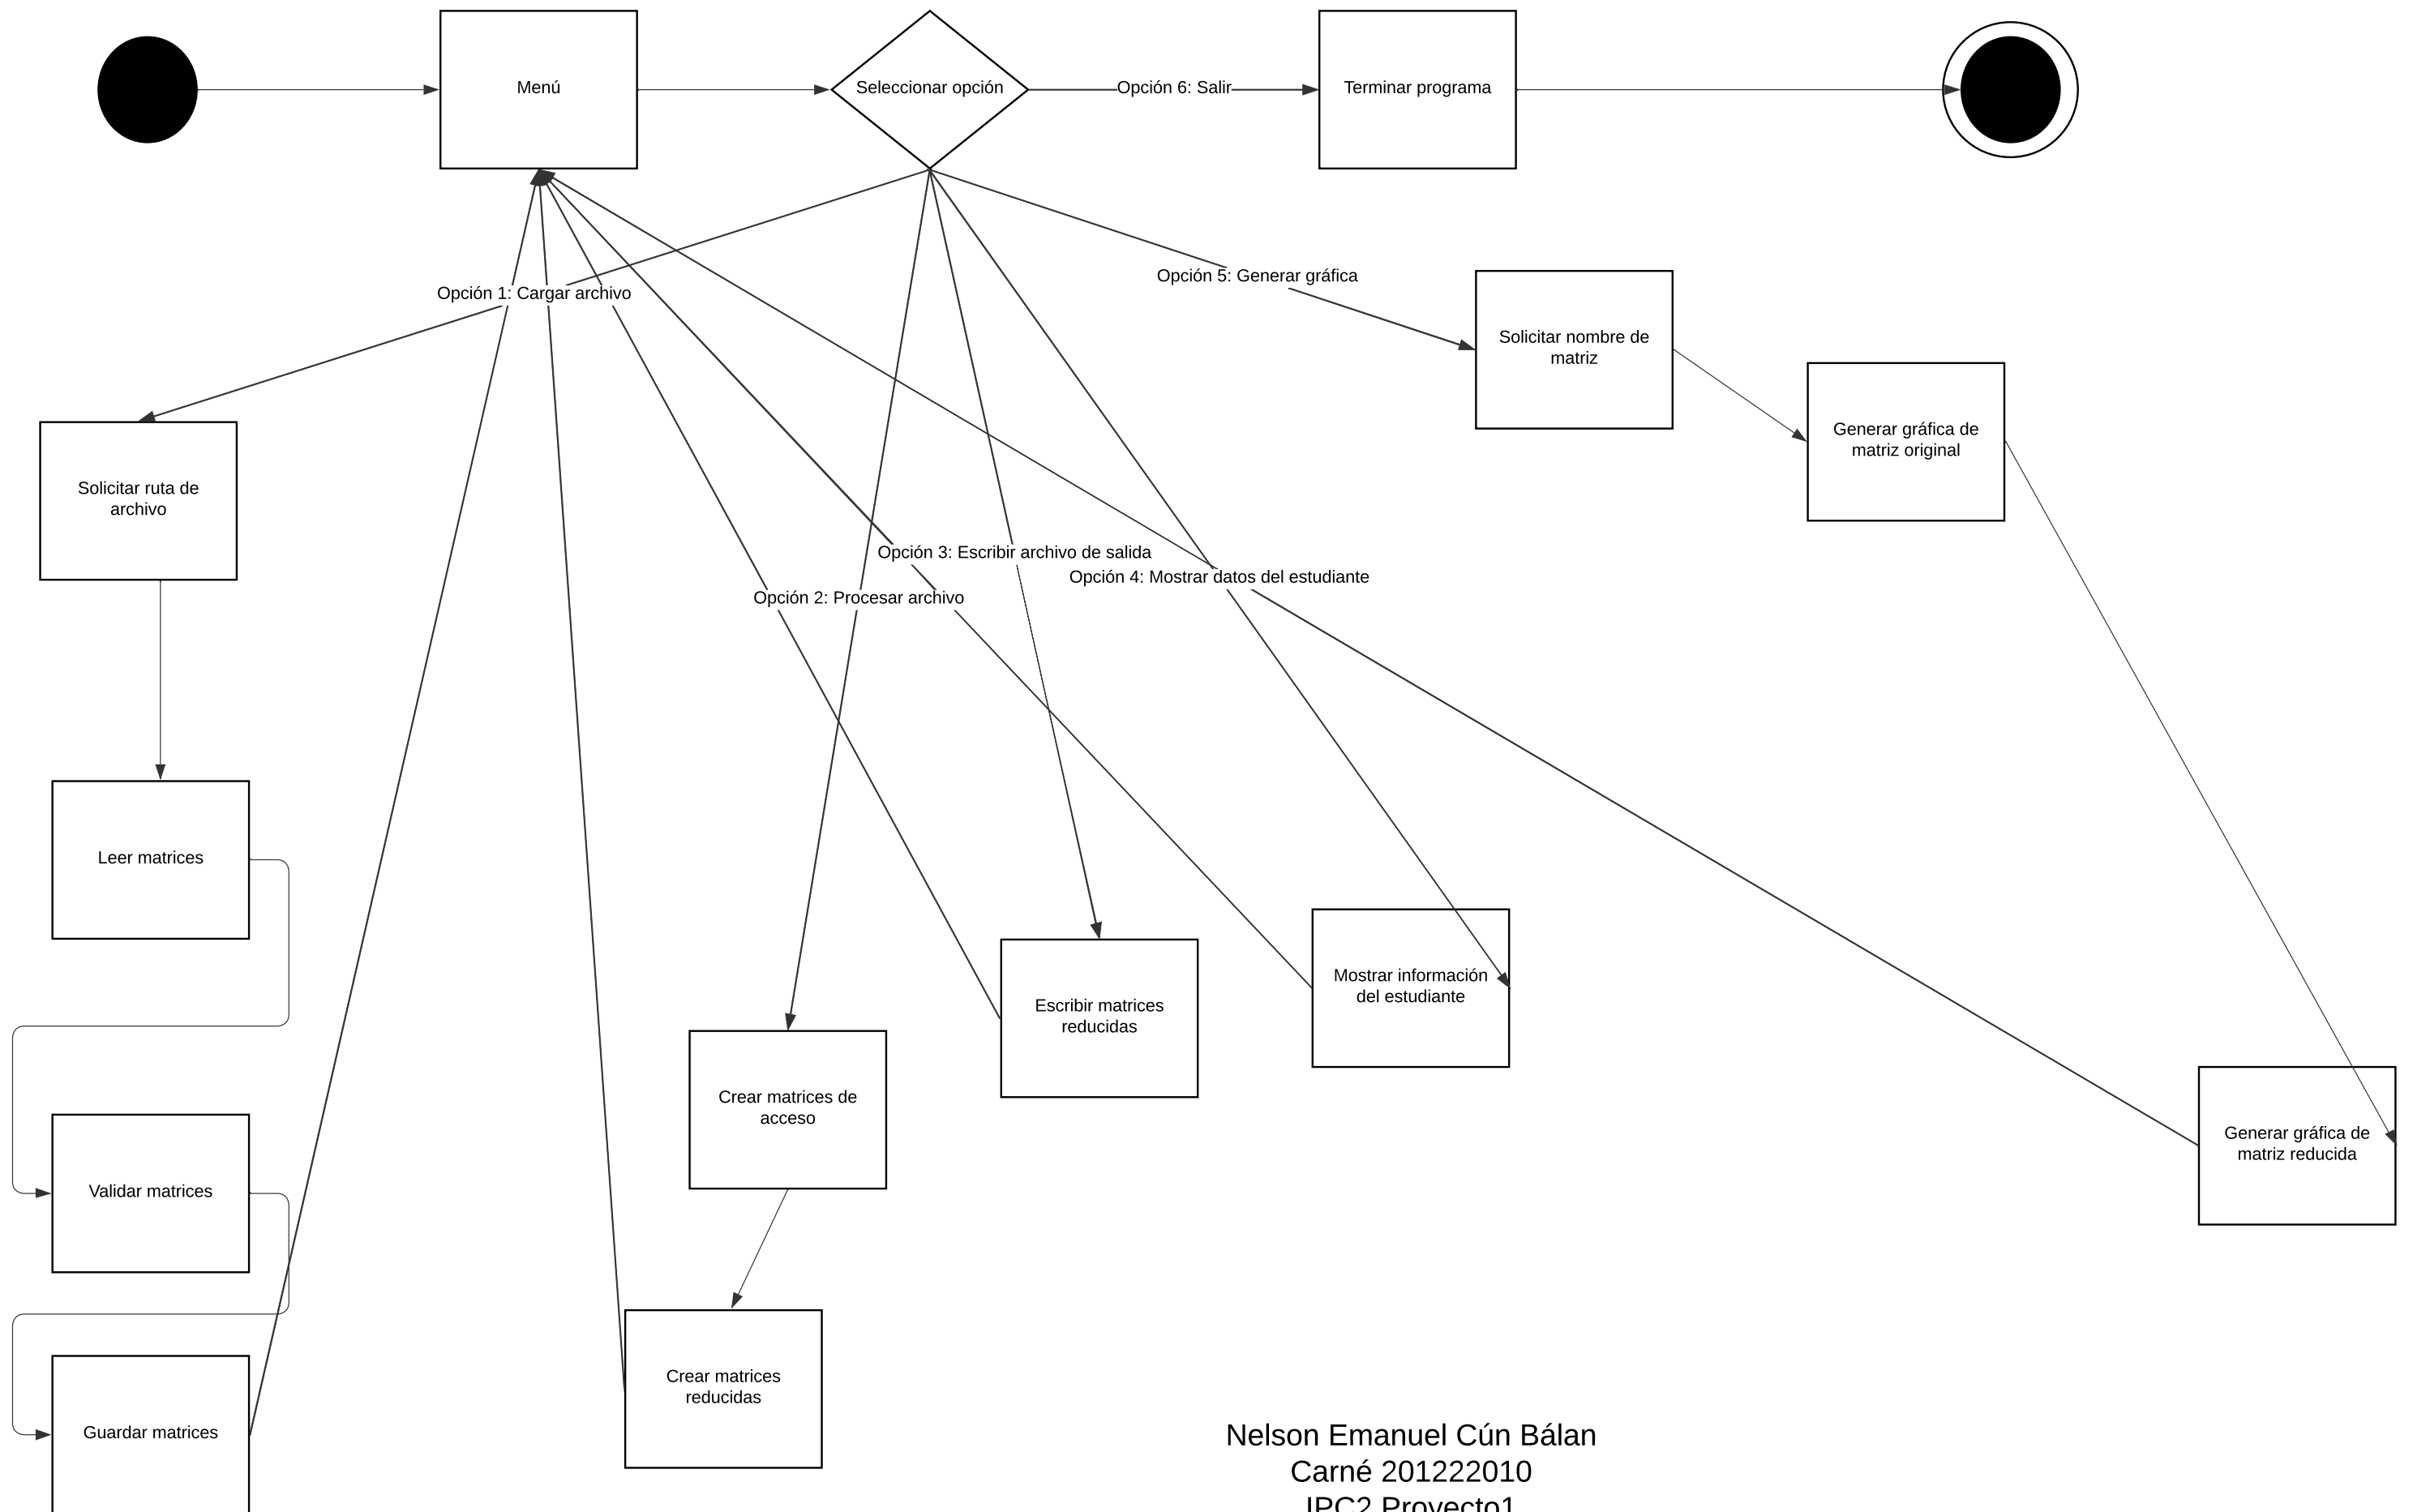 Menú
Seleccionar opción
Opción 6: Salir
Terminar programa
Opción 5: Generar gráfica
Opción 1: Cargar archivo
Solicitar nombre de
matriz
Generar gráfica de
matriz original
Solicitar ruta de
archivo
Opción 3: Escribir archivo de salida
Opción 4: Mostrar datos del estudiante
Opción 2: Procesar archivo
Leer matrices
Mostrar información
del estudiante
Escribir matrices
reducidas
Crear matrices de
acceso
Generar gráfica de
matriz reducida
Validar matrices
Crear matrices
reducidas
Guardar matrices
Nelson Emanuel Cún Bálan
Carné 201222010
IPC2 Proyecto1